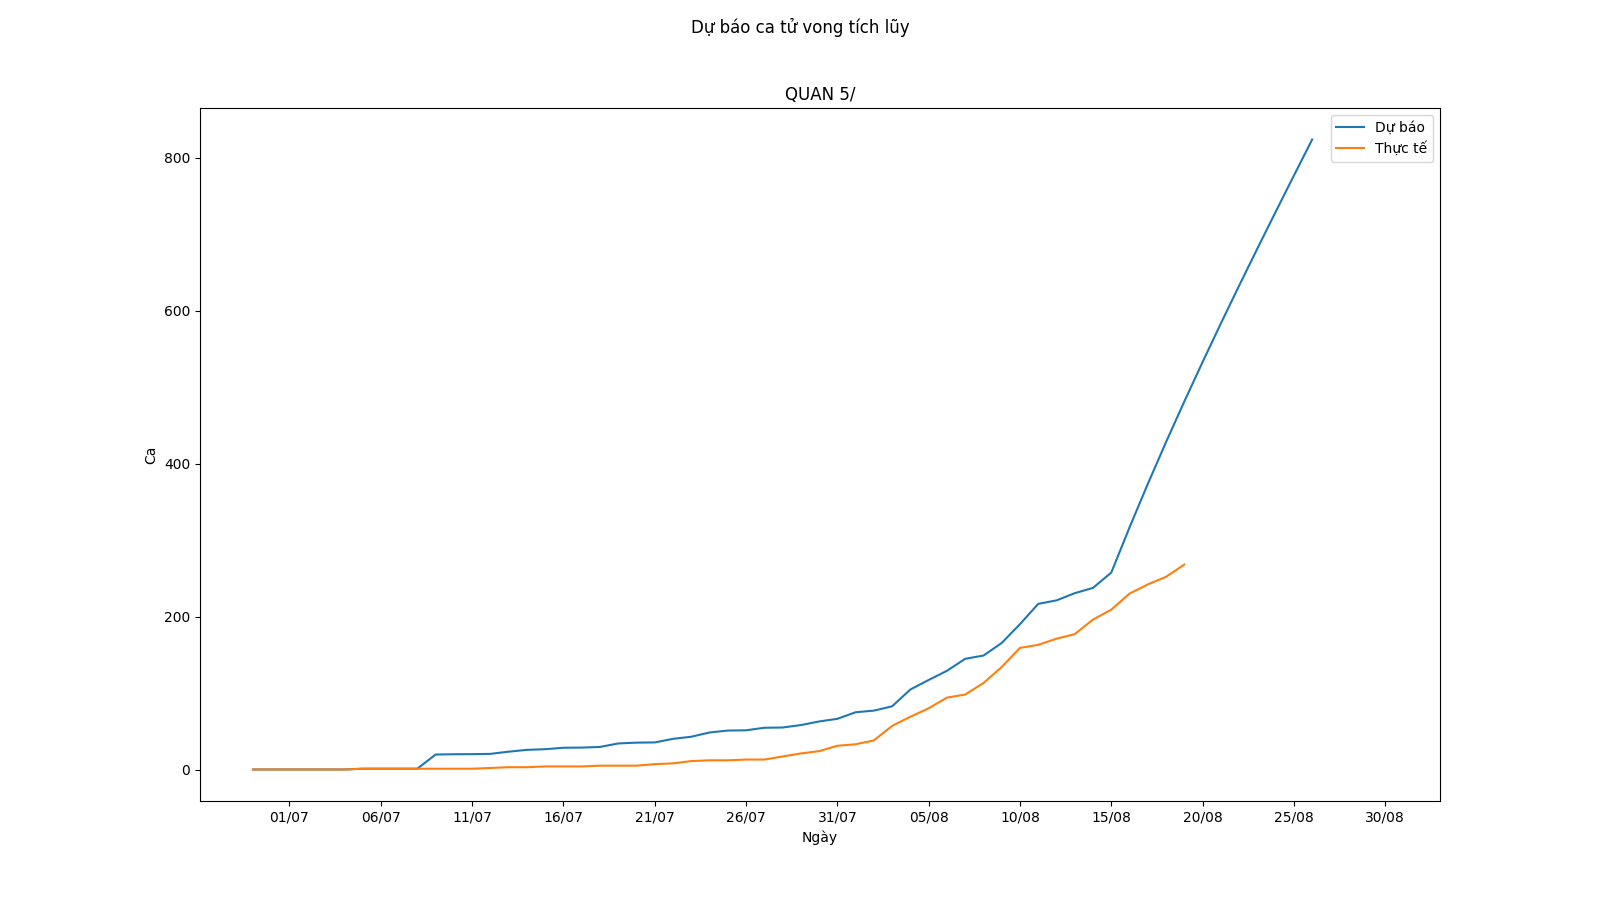 Dự báo ca tử vong tích lũy
QUAN 5/
Dự báo
Thực tế
800
600
400
200
0
Ca
01/07 06/07 11/07 16/07 21/07 26/07 31/07 05/08 10/08 15/08 20/08 25/08 30/08
Ngày